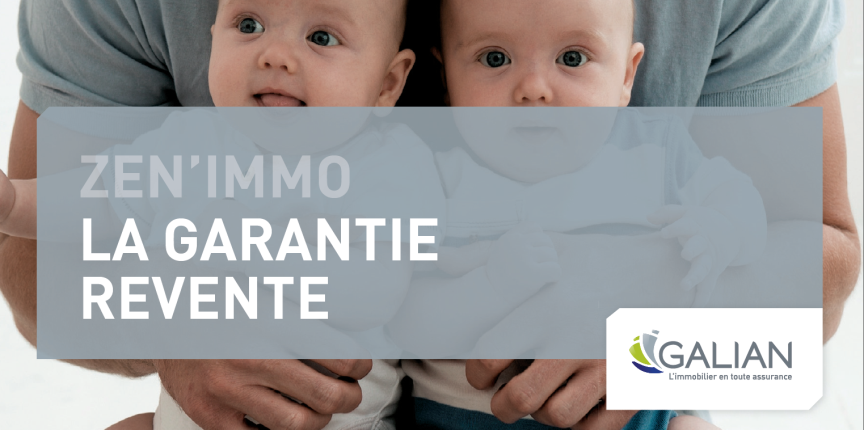 ZEN'IMMO
LA GARANTIE
REVENTE
GALIAN
L'immobilier en toute assurance